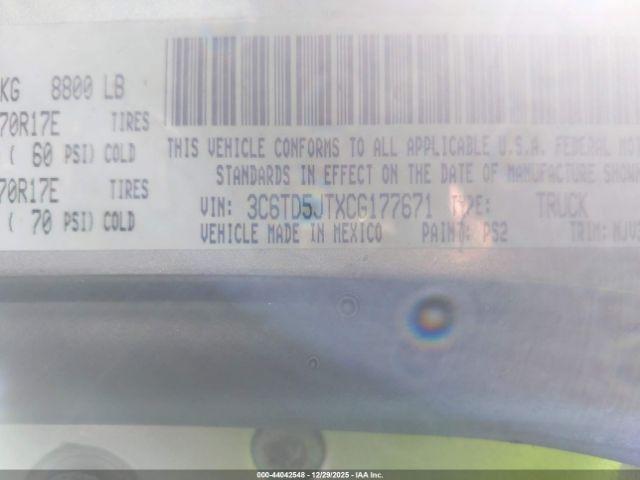 KG 8800 LB
70R17E TIRES
( 60 PSI) COLD
70R17E TIRES
( 70 PSI) COLD
THIS VEHICLE CONFORMS TO ALL APPLICABLE U.S.A. FEDERAL MOT
STANDARDS IN EFFECT ON THE DATE OF MANUFACTURE SHOWN
VIN: 3C6TD5JTXCG177671 TYPE: TRUCK
VEHICLE MADE IN MEXICO PAINT: PS2 TRIM:
000-44042548 - 12/29/2025 - IAA Inc.